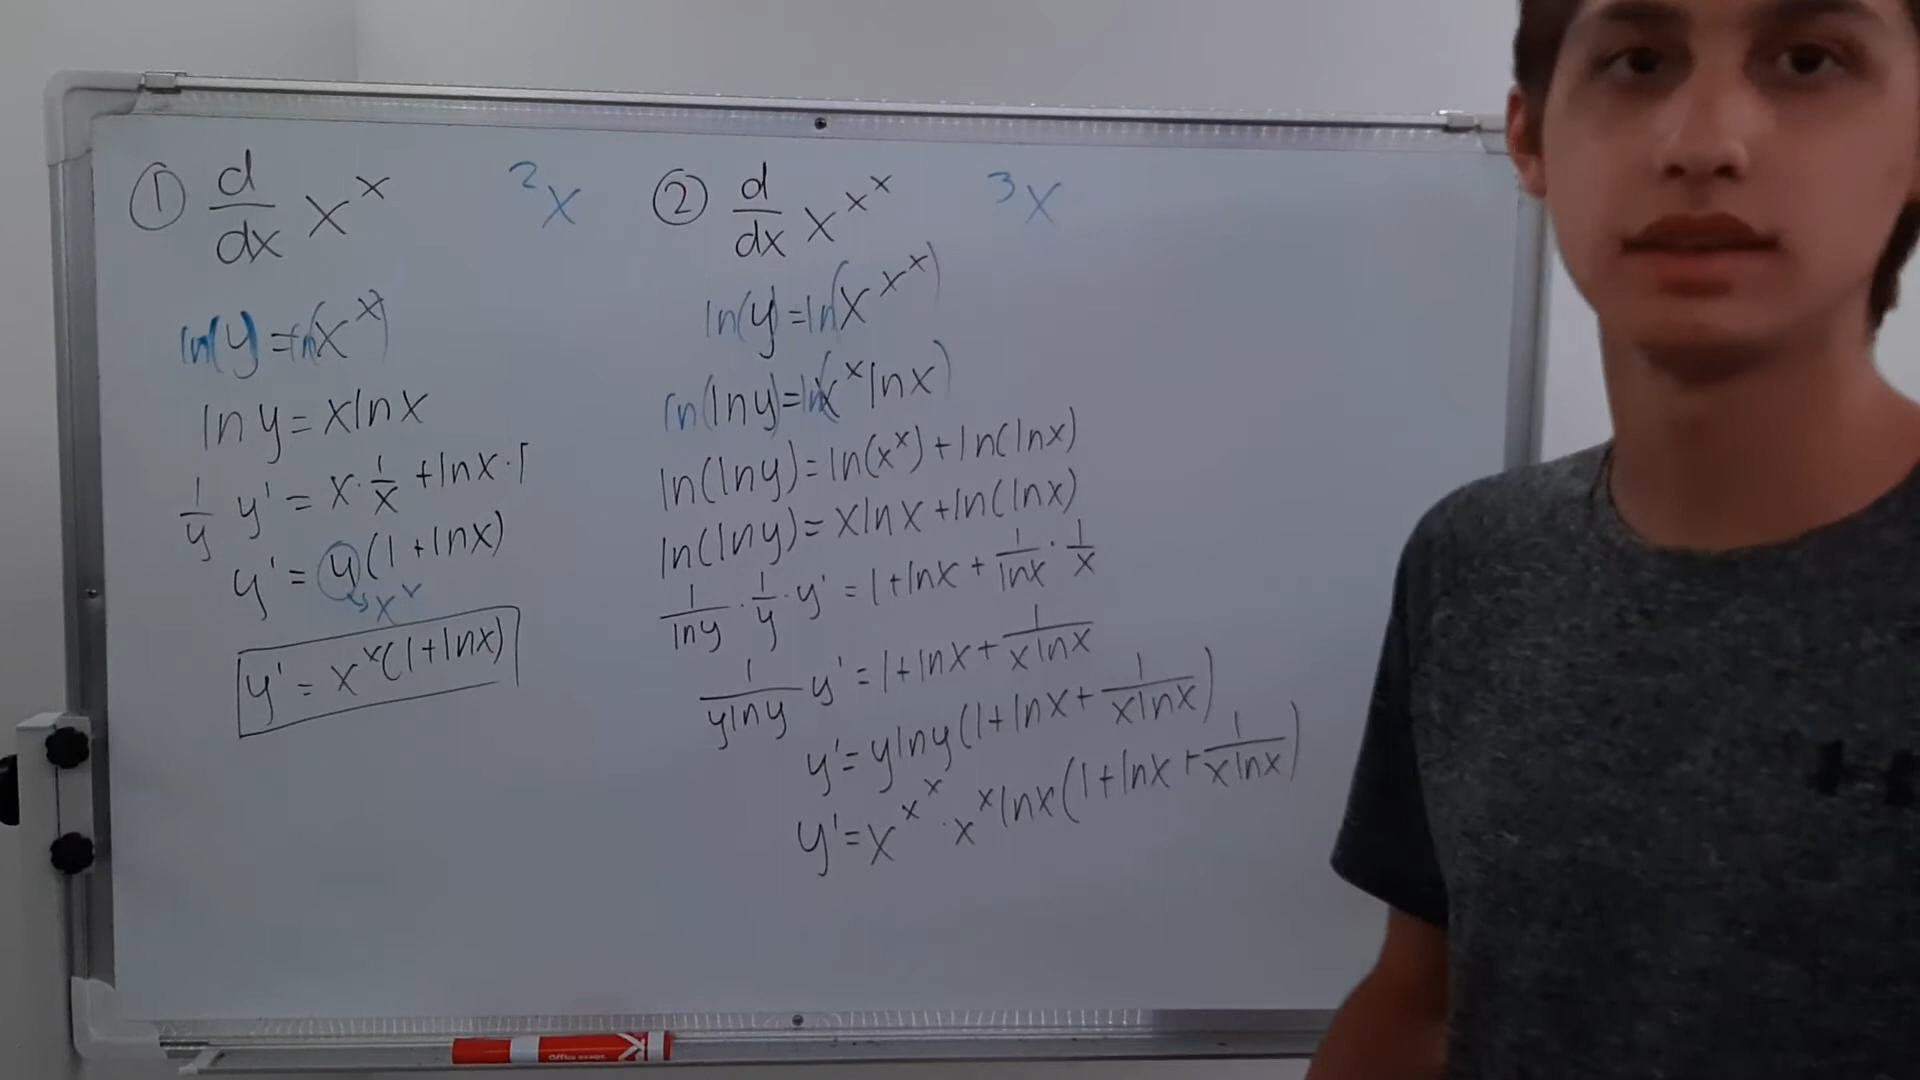 ① d/dx x^x ²x
ln(y)=ln(x^x)
ln y = x ln x
1/y y' = x · 1/x + ln x · 1
y' = y(1 + ln x)
x^x
y' = x^x(1 + ln x)
② d/dx x^x^x ³x
ln(y)=ln(x^x^x)
ln(ln y)=ln(x^x ln x)
ln(ln y)=ln(x^x)+ln(ln x)
ln(ln y)= x ln x + ln(ln x)
1/ln y · 1/y · y' = 1 + ln x + 1/ln x · 1/x
1/y ln y y' = 1 + ln x + 1/x ln x
y' = y ln y (1 + ln x + 1/x ln x)
y' = x^x^x · x^x ln x (1 + ln x + 1/x ln x)